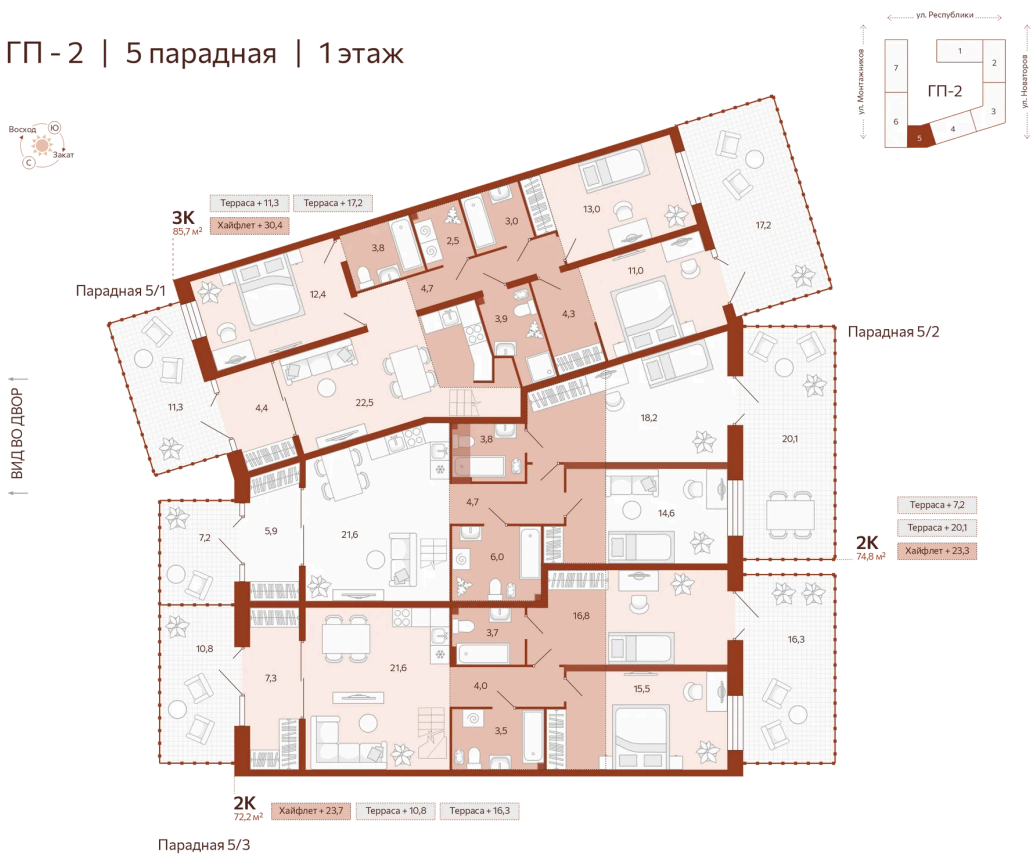 ГП - 2 | 5 парадная | 1 этаж
ул. Республики
ул. Монтажников
ул. Новаторов
1
2
3
4
5
6
7
ГП-2
Восход
Ю
С
Закат
3К
85,7 м²
Терраса + 11,3
Терраса + 17,2
Хайфлет + 30,4
Парадная 5/1
12,4
3,8
2,5
3,0
13,0
17,2
4,7
3,9
4,3
11,0
11,3
4,4
22,5
Парадная 5/2
ВИД ВО ДВОР
3,8
18,2
20,1
4,7
14,6
7,2
5,9
21,6
6,0
2К
74,8 м²
Терраса + 7,2
Терраса + 20,1
Хайфлет + 23,3
10,8
7,3
21,6
3,7
16,8
16,3
4,0
15,5
3,5
2К
72,2 м²
Хайфлет + 23,7
Терраса + 10,8
Терраса + 16,3
Парадная 5/3